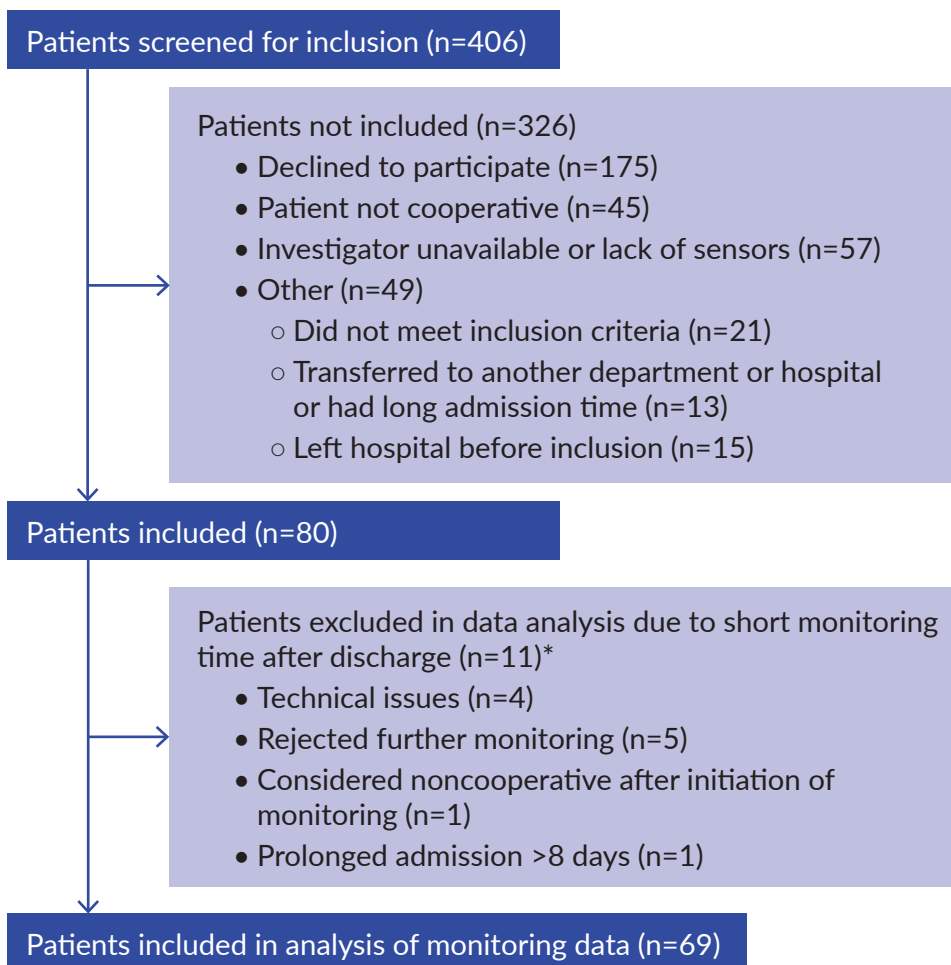 Patients screened for inclusion (n=406)
Patients not included (n=326)
• Declined to participate (n=175)
• Patient not cooperative (n=45)
• Investigator unavailable or lack of sensors (n=57)
• Other (n=49)
○ Did not meet inclusion criteria (n=21)
○ Transferred to another department or hospital
or had long admission time (n=13)
○ Left hospital before inclusion (n=15)
Patients included (n=80)
Patients excluded in data analysis due to short monitoring
time after discharge (n=11)*
• Technical issues (n=4)
• Rejected further monitoring (n=5)
• Considered noncooperative after initiation of
monitoring (n=1)
• Prolonged admission >8 days (n=1)
Patients included in analysis of monitoring data (n=69)